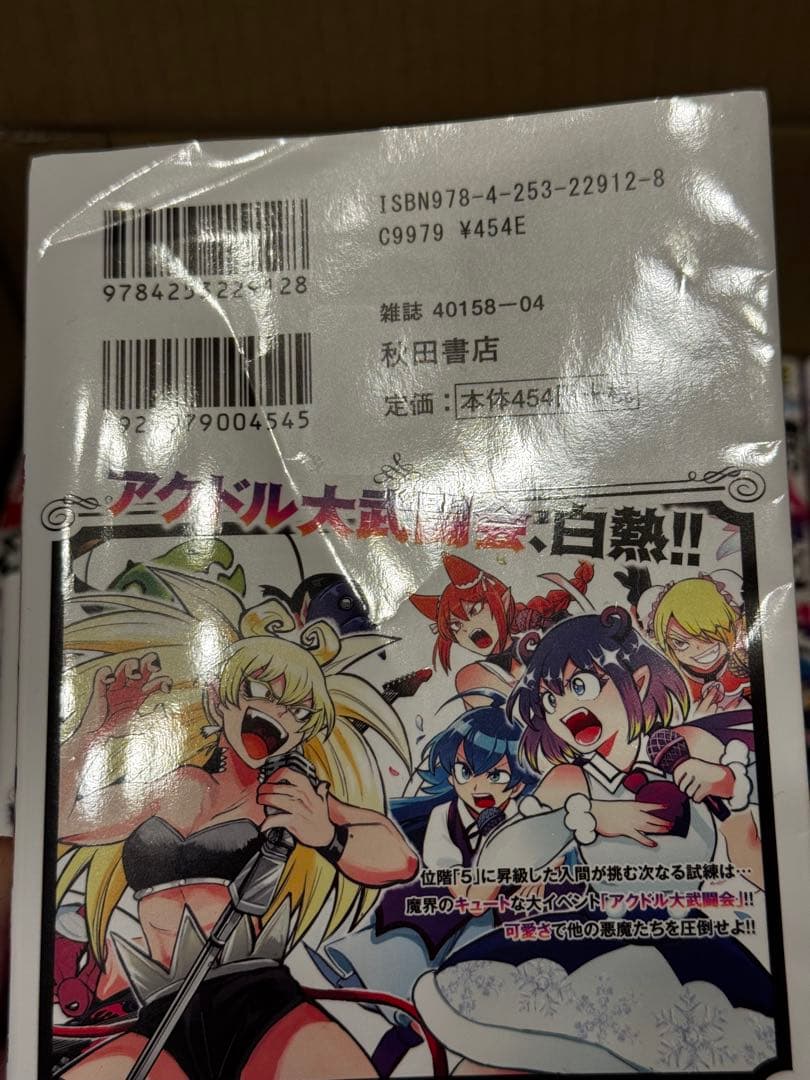 ISBN978-4-253-22912-8
C9979 ¥454E
雑誌 40158-04
秋田書店
定価：本体454円+税
アクドル大武闘会、白熱!!
位階「5」に昇級した入間が挑む次なる試練は…
魔界のキュートな大イベント「アクドル大武闘会」!!
可愛さで他の悪魔たちを圧倒せよ!!